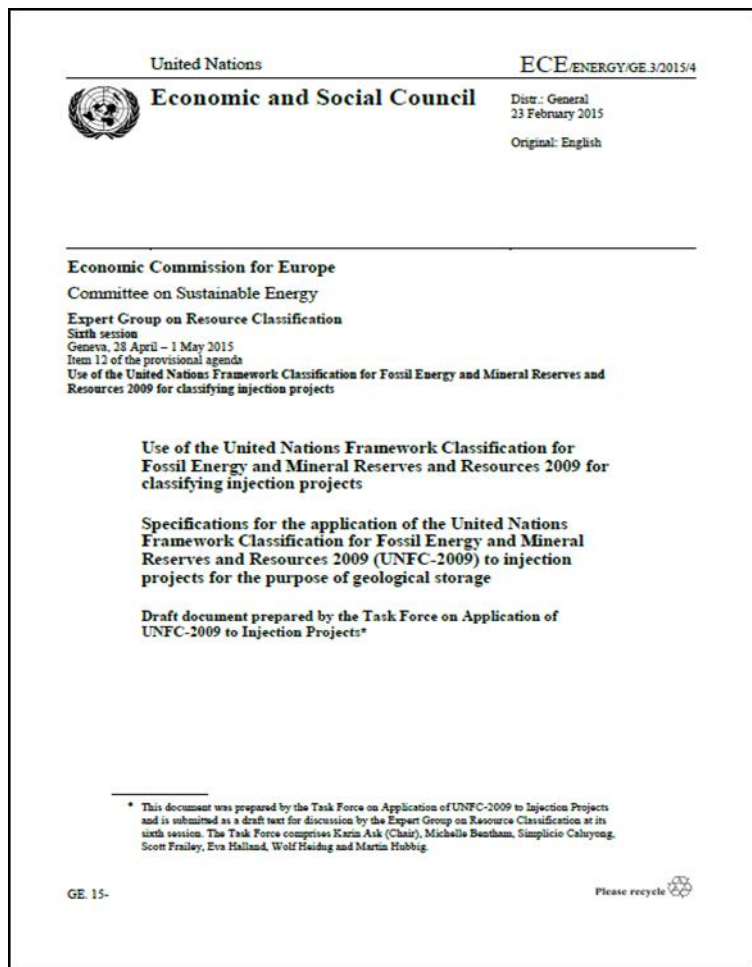 United Nations
ECE/ENERGY/GE.3/2015/4
Economic and Social Council
Distr.: General
23 February 2015
Original: English
Economic Commission for Europe
Committee on Sustainable Energy
Expert Group on Resource Classification
Sixth session
Geneva, 28 April – 1 May 2015
Item 12 of the provisional agenda
Use of the United Nations Framework Classification for Fossil Energy and Mineral Reserves and
Resources 2009 for classifying injection projects
Use of the United Nations Framework Classification for
Fossil Energy and Mineral Reserves and Resources 2009 for
classifying injection projects
Specifications for the application of the United Nations
Framework Classification for Fossil Energy and Mineral
Reserves and Resources 2009 (UNFC-2009) to injection
projects for the purpose of geological storage
Draft document prepared by the Task Force on Application of
UNFC-2009 to Injection Projects*
* This document was prepared by the Task Force on Application of UNFC-2009 to Injection Projects
and is submitted as a draft text for discussion by the Expert Group on Resource Classification at its
sixth session. The Task Force comprises Karin Ask (Chair), Michelle Bentham, Simplicio Caluyong,
Scott Frailey, Eva Halland, Wolf Heidug and Martin Hubbig.
GE. 15-
Please recycle